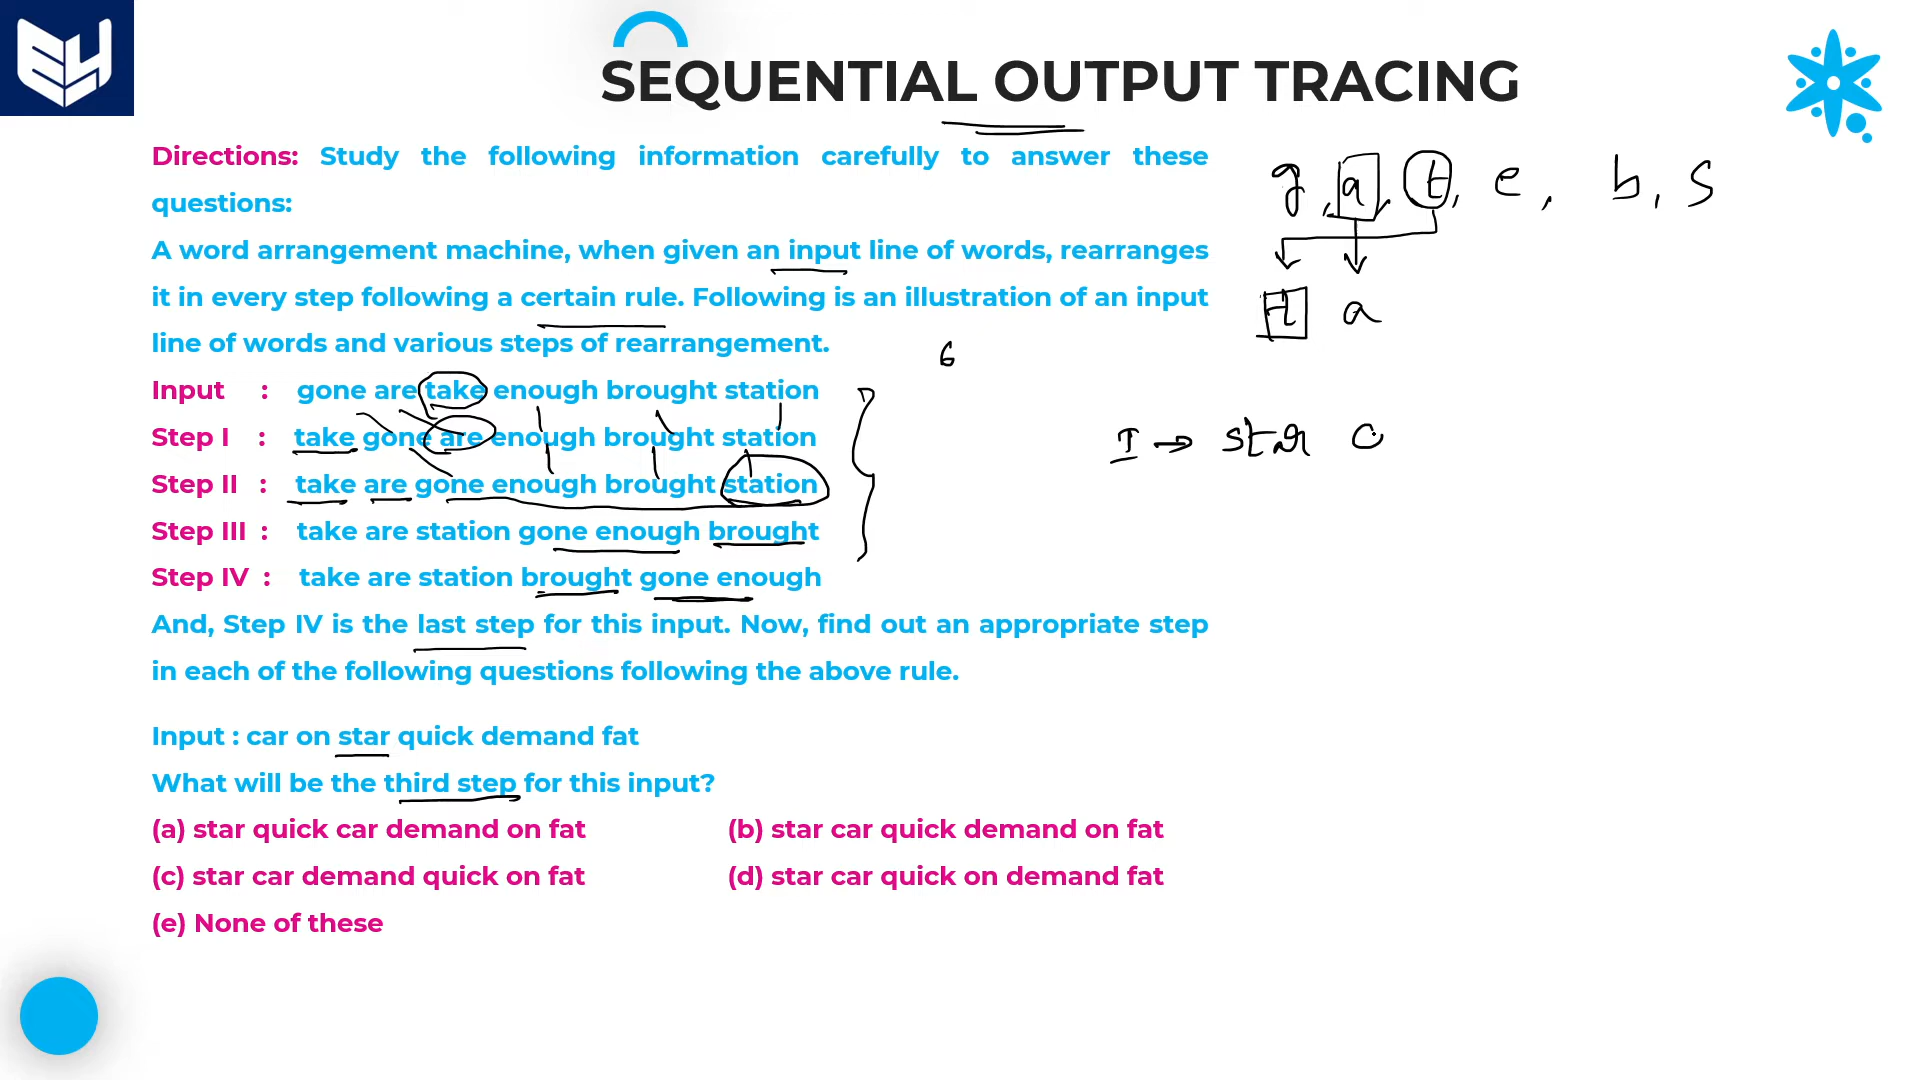 SEQUENTIAL OUTPUT TRACING
Directions: Study the following information carefully to answer these
questions:
A word arrangement machine, when given an input line of words, rearranges
it in every step following a certain rule. Following is an illustration of an input
line of words and various steps of rearrangement.
Input : gone are take enough brought station
Step I : take gone are enough brought station
Step II : take are gone enough brought station
Step III : take are station gone enough brought
Step IV : take are station brought gone enough
And, Step IV is the last step for this input. Now, find out an appropriate step
in each of the following questions following the above rule.
Input : car on star quick demand fat
What will be the third step for this input?
(a) star quick car demand on fat
(b) star car quick demand on fat
(c) star car demand quick on fat
(d) star car quick on demand fat
(e) None of these
g, a, t, e, b, s
t a
6
I → star c